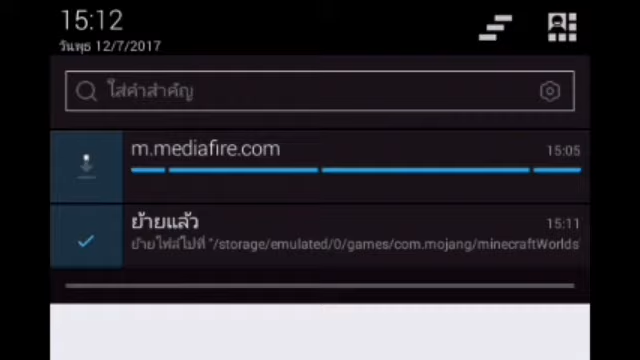 15:12
วันพุธ 12/7/2017
ใส่คำสำคัญ
m.mediafire.com
15:05
ย้ายแล้ว
15:11
ย้ายไฟล์ไปที่ "/storage/emulated/0/games/com.mojang/minecraftWorlds"